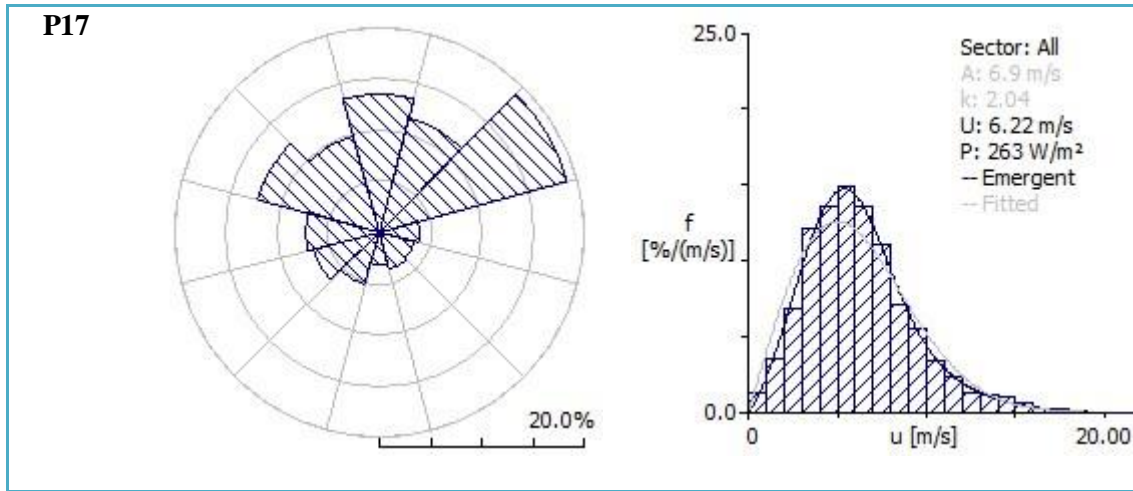 P17
20.0%
25.0
f
[%/(m/s)]
0.0
0
u [m/s]
20.00
Sector: All
A: 6.9 m/s
k: 2.04
U: 6.22 m/s
P: 263 W/m²
-- Emergent
-- Fitted